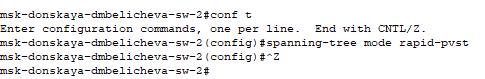 msk-donskaya-dmbelicheva-sw-2#conf t
Enter configuration commands, one per line.  End with CNTL/Z.
msk-donskaya-dmbelicheva-sw-2(config)#spanning-tree mode rapid-pvst
msk-donskaya-dmbelicheva-sw-2(config)#^Z
msk-donskaya-dmbelicheva-sw-2#